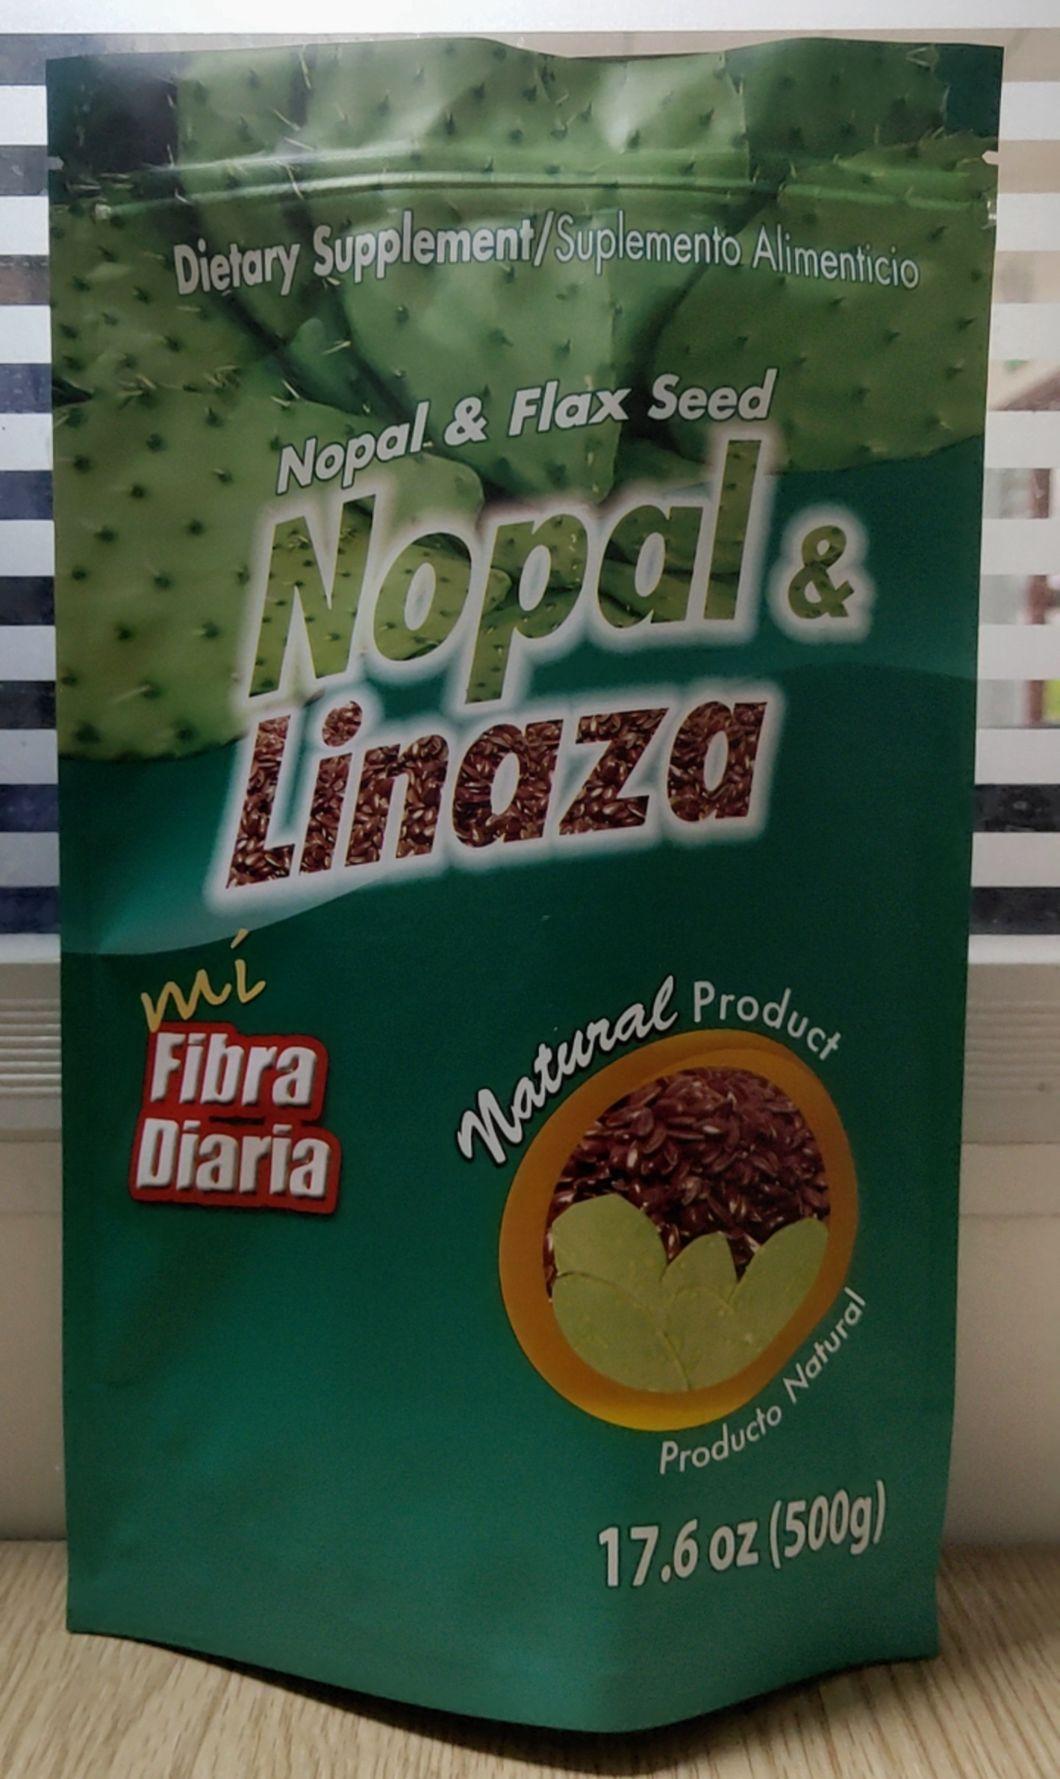 Dietary Supplement/Suplemento Alimenticio
Nopal & Flax Seed
Nopal &
Linaza
mí
Fibra
Diaria
Natural Product
Producto Natural
17.6 oz (500g)